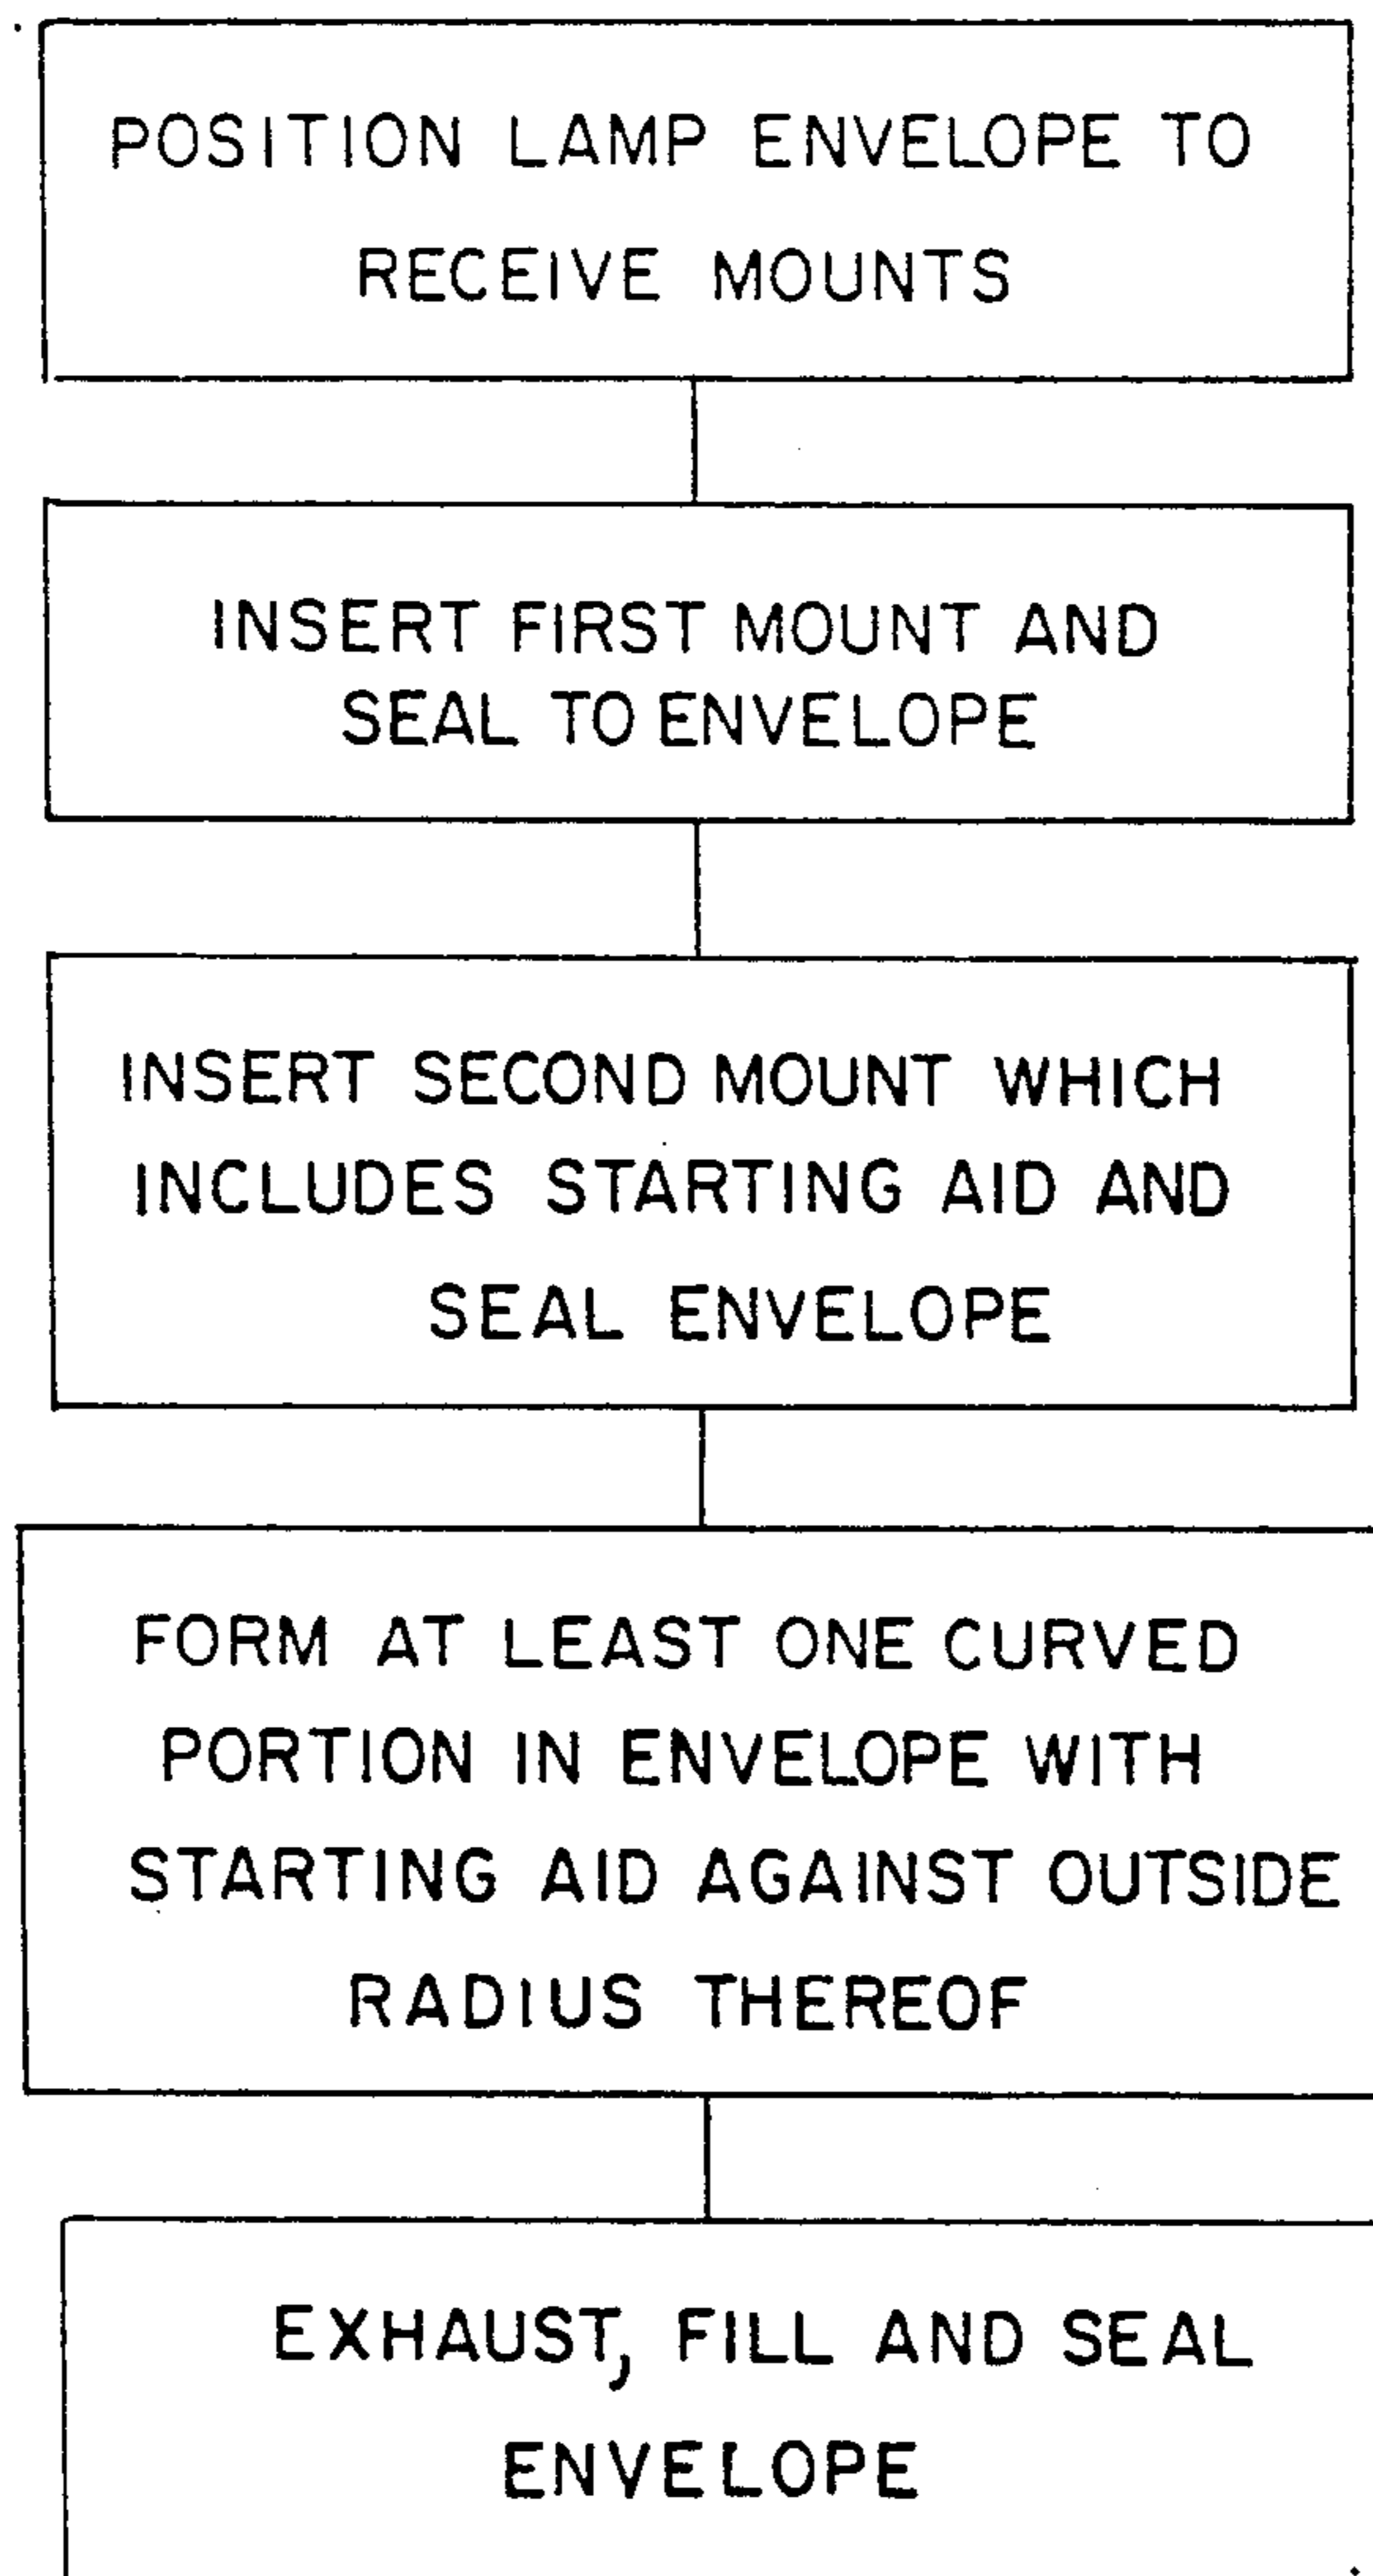 POSITION LAMP ENVELOPE TO
RECEIVE MOUNTS
INSERT FIRST MOUNT AND
SEAL TO ENVELOPE
INSERT SECOND MOUNT WHICH
INCLUDES STARTING AID AND
SEAL ENVELOPE
FORM AT LEAST ONE CURVED
PORTION IN ENVELOPE WITH
STARTING AID AGAINST OUTSIDE
RADIUS THEREOF
EXHAUST, FILL AND SEAL
ENVELOPE